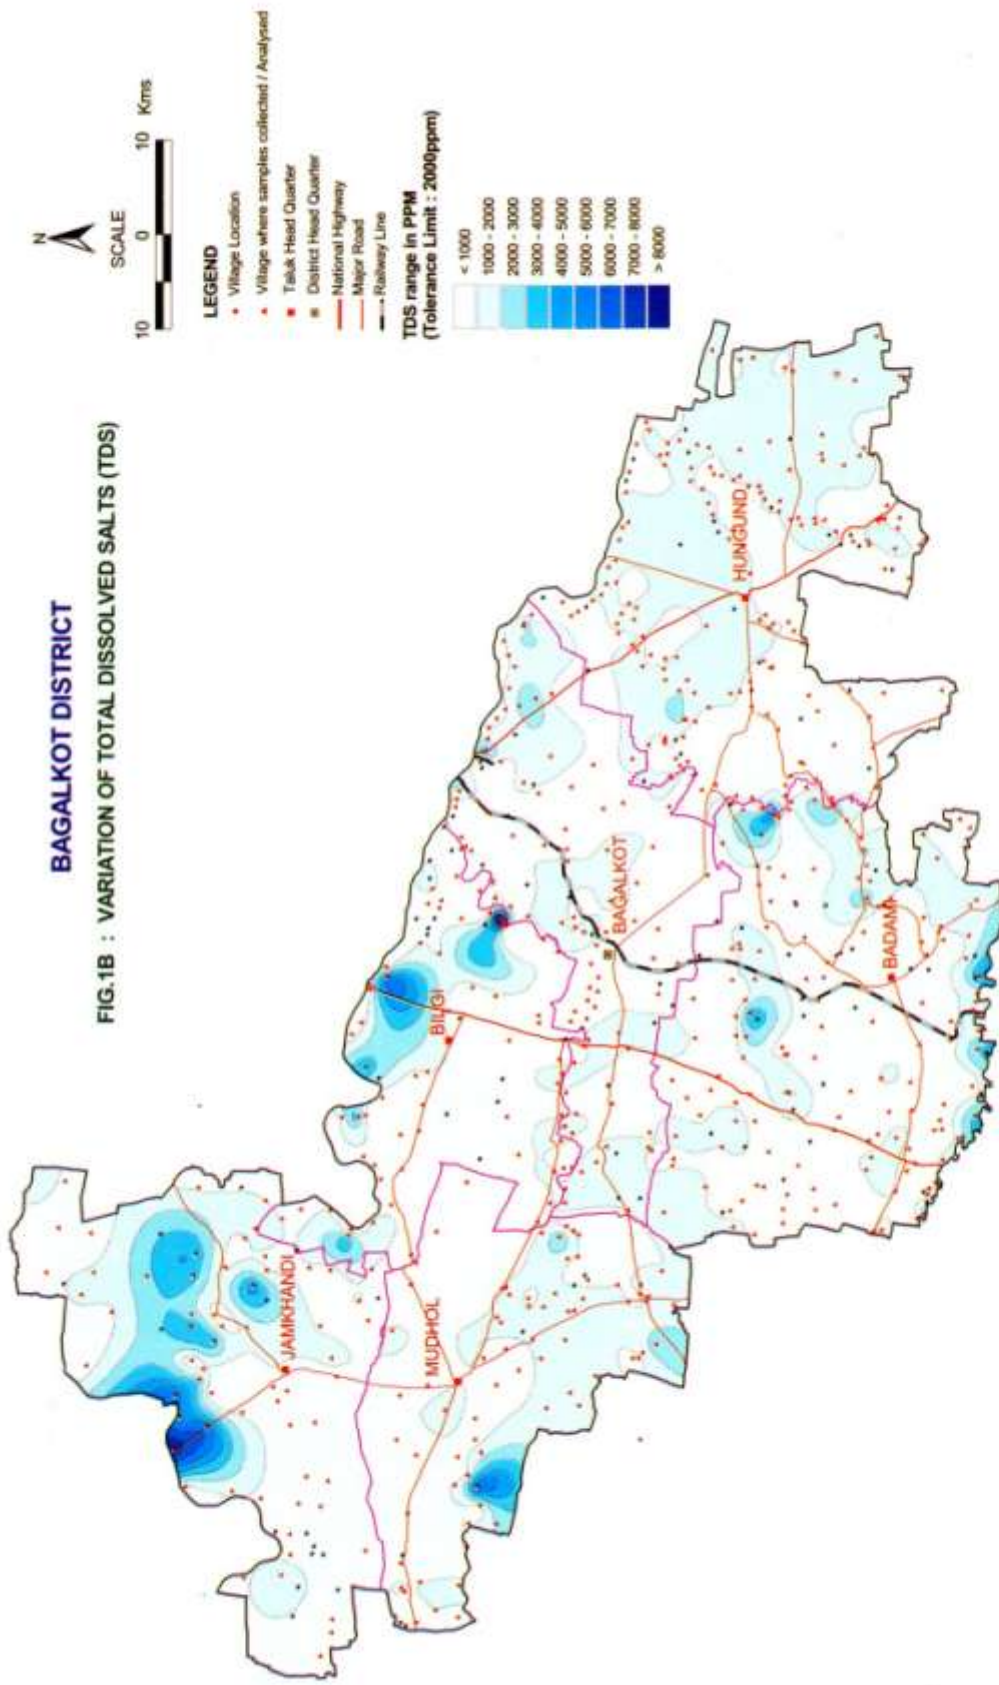 BAGALKOT DISTRICT
FIG.1B : VARIATION OF TOTAL DISSOLVED SALTS (TDS)
N
SCALE
10 0 10 Kms
LEGEND
Village Location
Village where samples collected / Analysed
Taluk Head Quarter
District Head Quarter
National Highway
Major Road
Railway Line
TDS range in PPM
(Tolerance Limit : 2000ppm)
< 1000
1000 - 2000
2000 - 3000
3000 - 4000
4000 - 5000
5000 - 6000
6000 - 7000
7000 - 8000
> 8000
JAMKHANDI
MUDHOL
BILGI
BAGALKOT
BADAMI
HUNGUND